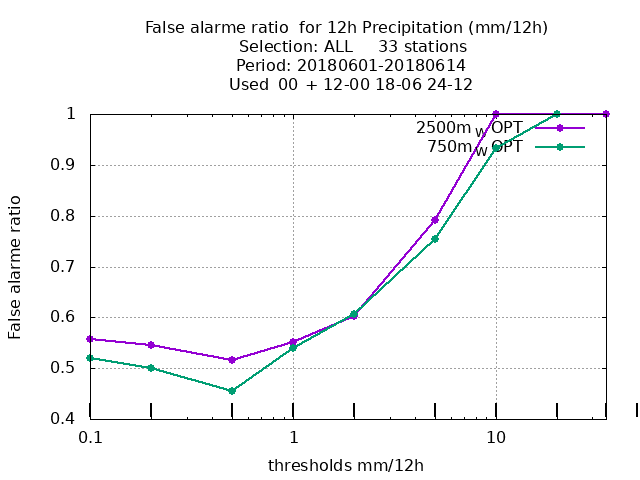 False alarme ratio  for 12h Precipitation (mm/12h)
Selection: ALL     33 stations
Period: 20180601-20180614
Used  00 + 12-00 18-06 24-12
1
0.9
0.8
0.7
0.6
0.5
0.4
False alarme ratio
2500m W OPT
750m W OPT
0.1
1
10
thresholds mm/12h